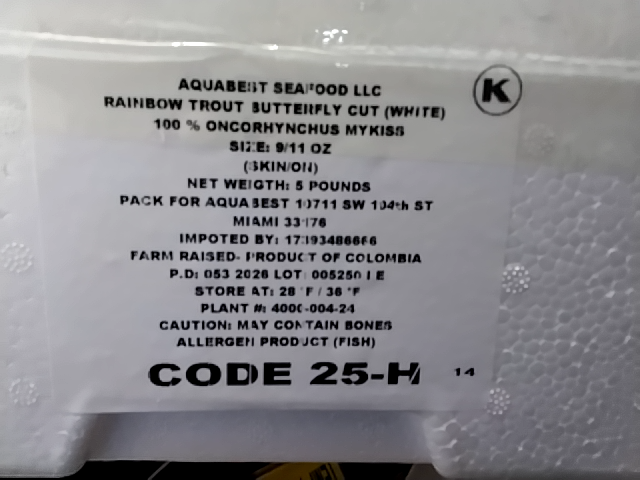 AQUABEST SEAFOOD LLC
K
RAINBOW TROUT BUTTERFLY CUT (WHITE)
100 % ONCORHYNCHUS MYKISS
SIZE: 9/11 OZ
(SKIN/ON)
NET WEIGTH: 5 POUNDS
PACK FOR AQUABEST 10711 SW 104th ST
MIAMI 33176
IMPOTED BY:
FARM RAISED- PRODUCT OF COLOMBIA
P.D: 053 2026 LOT:
STORE AT: 28 °F / 36 °F
PLANT #: 4000-004-24
CAUTION: MAY CONTAIN BONES
ALLERGEN PRODUCT (FISH)
CODE 25-H 14